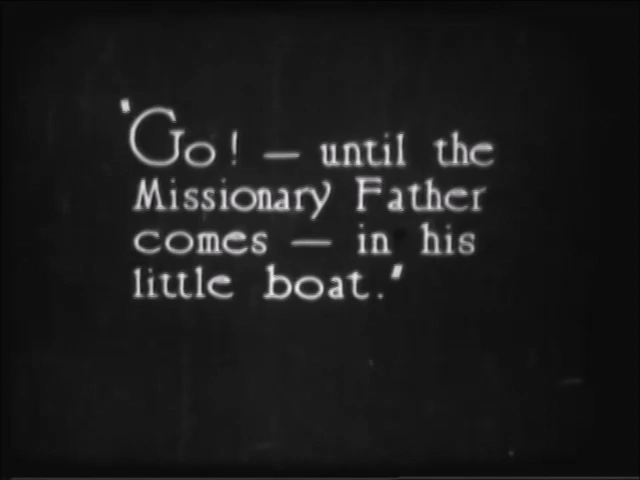 "Go! — until the
Missionary Father
comes — in his
little boat."